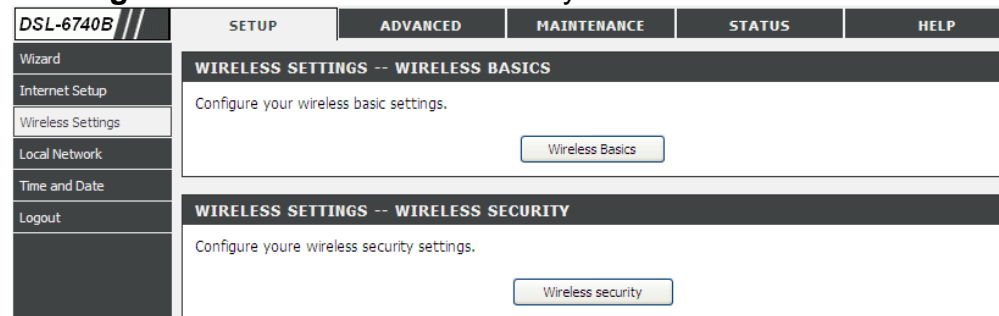 DSL-6740B SETUP ADVANCED MAINTENANCE STATUS HELP
Wizard
Internet Setup
Wireless Settings
Local Network
Time and Date
Logout
WIRELESS SETTINGS -- WIRELESS BASICS
Configure your wireless basic settings.
Wireless Basics
WIRELESS SETTINGS -- WIRELESS SECURITY
Configure youre wireless security settings.
Wireless security